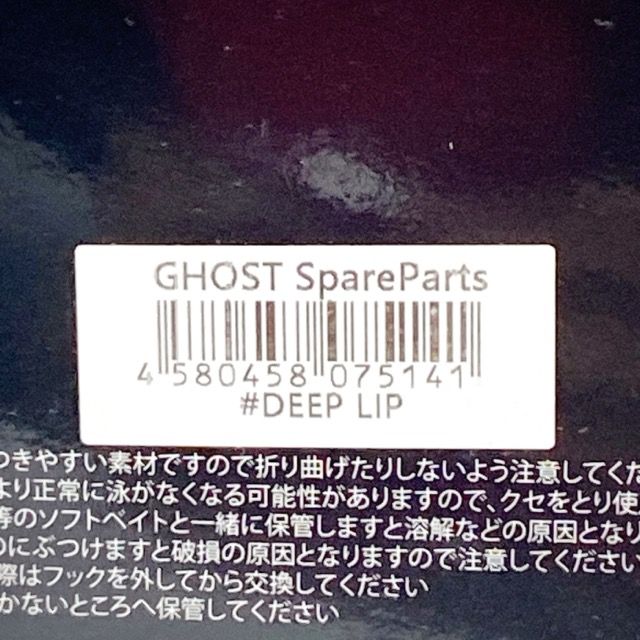 GHOST SpareParts
4 580458 075141
#DEEP LIP
つきやすい素材ですので折り曲げたりしないよう注意してくだ
より正常に泳がなくなる可能性がありますので、クセをとり使
等のソフトベイトと一緒に保管しますと溶解などの原因となり
のにぶつけますと破損の原因となりますので注意してください
際はフックを外してから交換してください
かないところへ保管してください